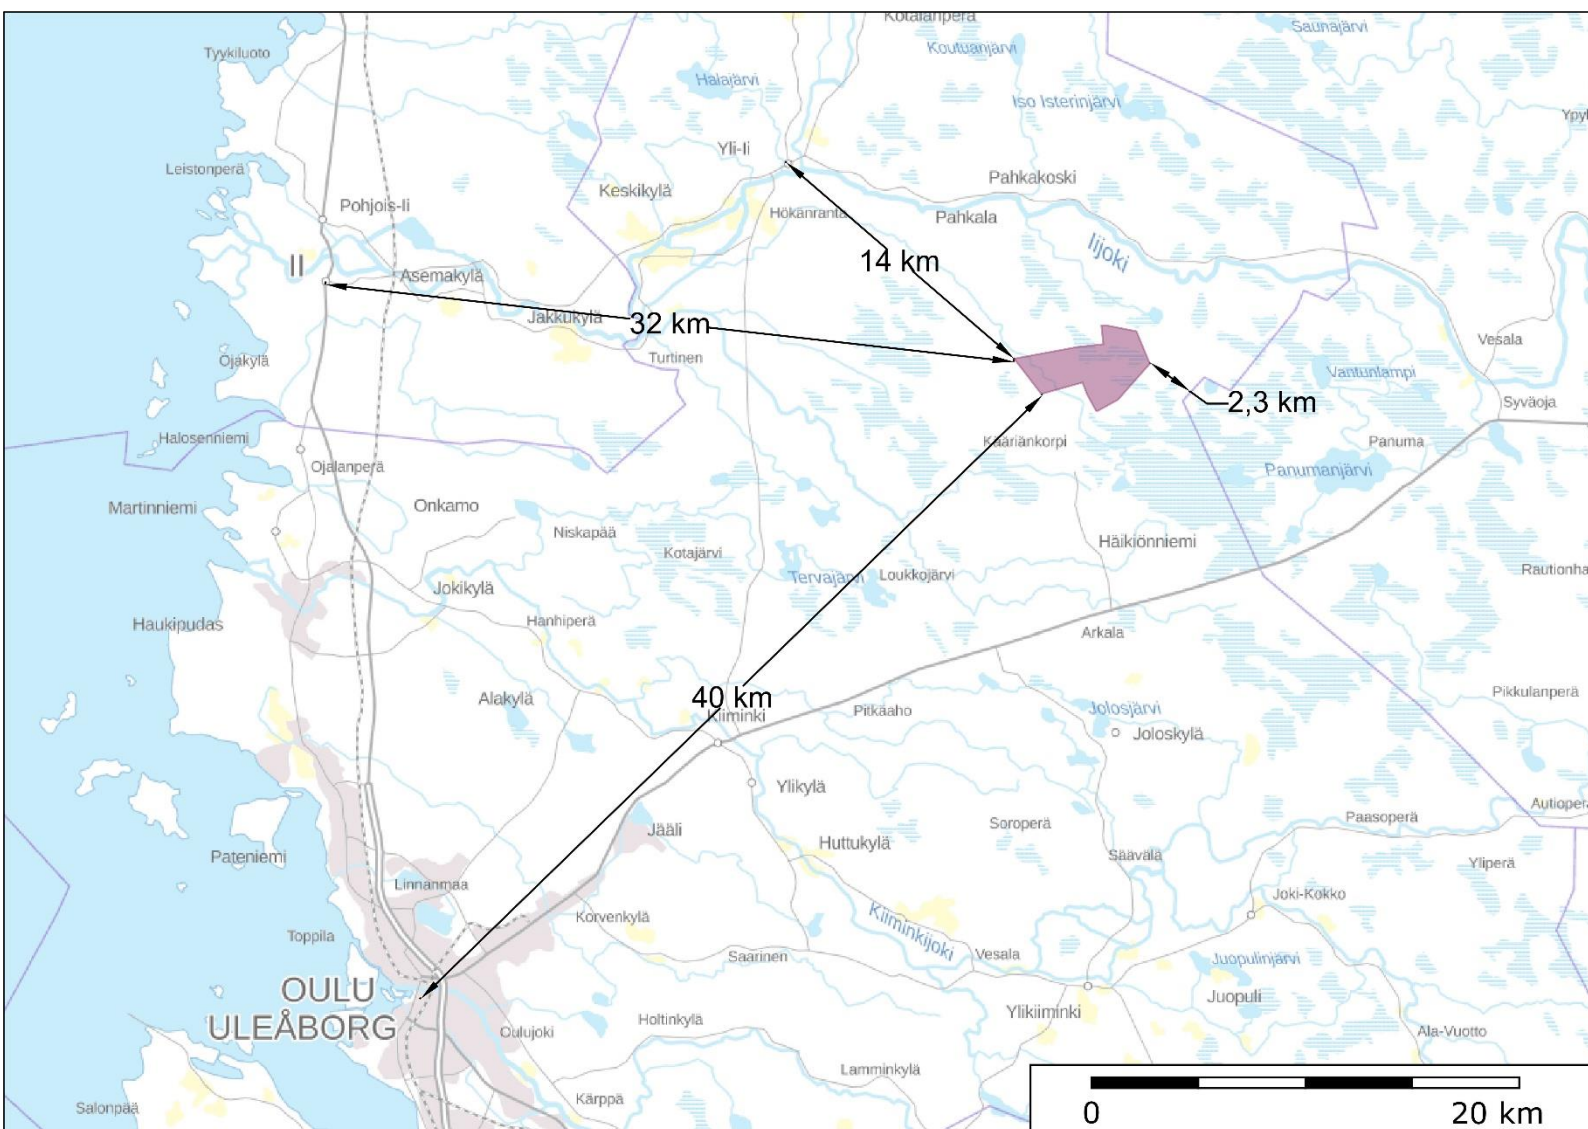 Kotalanperä
Saunajärvi
Tyykiluoto
Koutuanjärvi
Halajärvi
Iso Isterinjärvi
Yli-Ii
Leistonperä
Pahkakoski
Keskikylä
Pohjois-Ii
Hökänranta
Pahkala
Iijoki
14 km
II
Asemakylä
Jakkukylä
32 km
Turtinen
Ojakylä
Vesala
Vantunlampi
2,3 km
Syväoja
Halosenniemi
Kääriänkorpi
Panuma
Ojalanperä
Panumanjärvi
Martinniemi
Onkamo
Niskapää
Kotajärvi
Häikiönniemi
Tervajärvi
Loukkojärvi
Jokikylä
Haukipudas
Hanhiperä
Arkala
Alakylä
40 km
Kiiminki
Pitkäaho
Jolosjärvi
Joloskylä
Pikkulanperä
Ylikylä
Jääli
Huttukylä
Soroperä
Paasoperä
Pateniemi
Säävälä
Yliperä
Linnanmaa
Joki-Kokko
Korvenkylä
Toppila
Kiiminkijoki
Saarinen
Vesala
Juopulinjärvi
OULU
ULEÅBORG
Juopuli
Ylikiiminki
Holtinkylä
Oulujoki
Ala-Vuotto
Lamminkylä
Kärppä
Salonpää
0 20 km